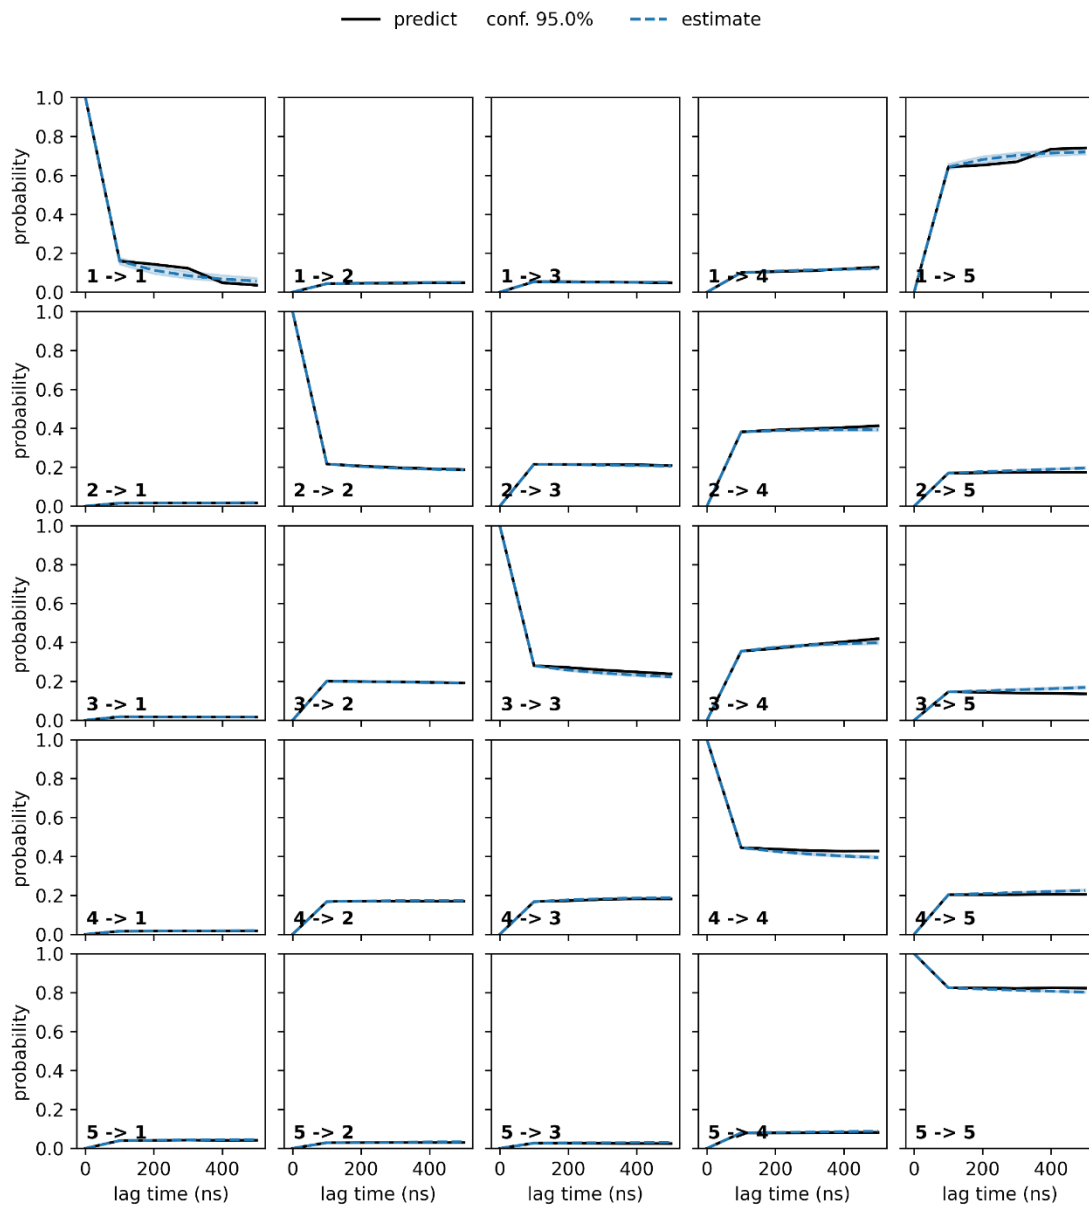 predict conf. 95.0% estimate
1.0
0.8
0.6
0.4
0.2
0.0
probability
1 -> 1 1 -> 2 1 -> 3 1 -> 4 1 -> 5
1.0
0.8
0.6
0.4
0.2
0.0
probability
2 -> 1 2 -> 2 2 -> 3 2 -> 4 2 -> 5
1.0
0.8
0.6
0.4
0.2
0.0
probability
3 -> 1 3 -> 2 3 -> 3 3 -> 4 3 -> 5
1.0
0.8
0.6
0.4
0.2
0.0
probability
4 -> 1 4 -> 2 4 -> 3 4 -> 4 4 -> 5
1.0
0.8
0.6
0.4
0.2
0.0
probability
5 -> 1 5 -> 2 5 -> 3 5 -> 4 5 -> 5
0 200 400 0 200 400 0 200 400 0 200 400 0 200 400
lag time (ns) lag time (ns) lag time (ns) lag time (ns) lag time (ns)